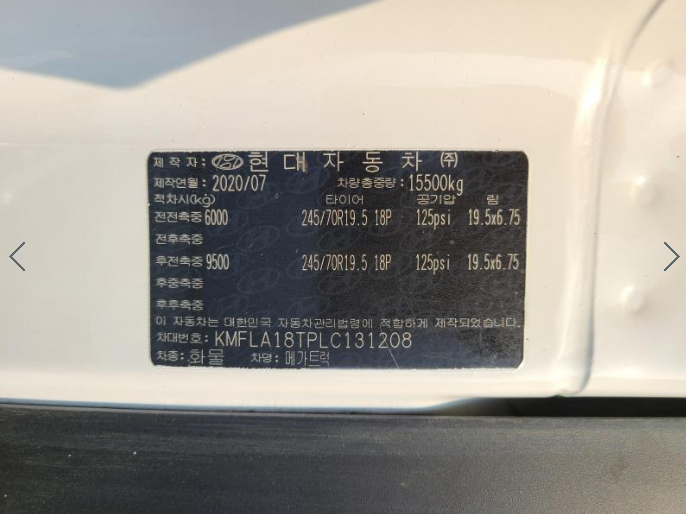 제 작 자: 현 대 자 동 차 ㈜
제작연월: 2020/07 차량총중량: 15500kg
적차시(kg) 타이어 공기압 림
전전축중 6000 245/70R19.5 18P 125psi 19.5x6.75
전후축중
후전축중 9500 245/70R19.5 18P 125psi 19.5x6.75
후중축중
후후축중
이 자동차는 대한민국 자동차관리법령에 적합하게 제작되었습니다.
차대번호: KMFLA18TPLC131208
차종: 화물 차명: 메가트럭